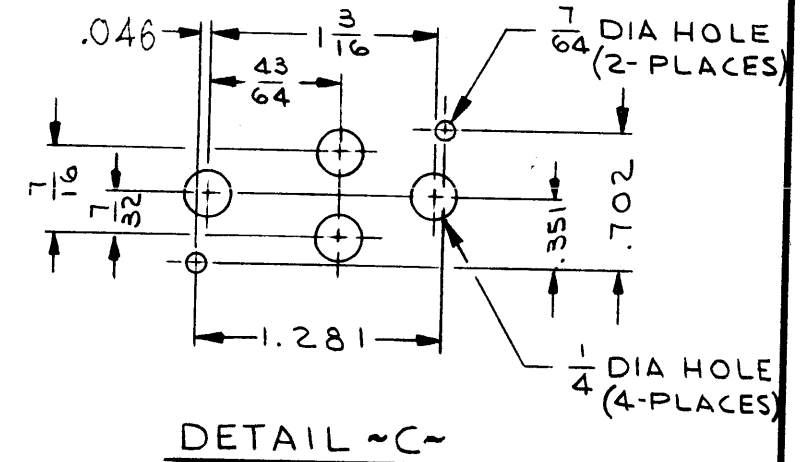 .046
1 3/16
7/64 DIA HOLE
(2-PLACES)
43/64
7/16
7/32
.351
.702
1.281
1/4 DIA HOLE
(4-PLACES)
DETAIL ~C~